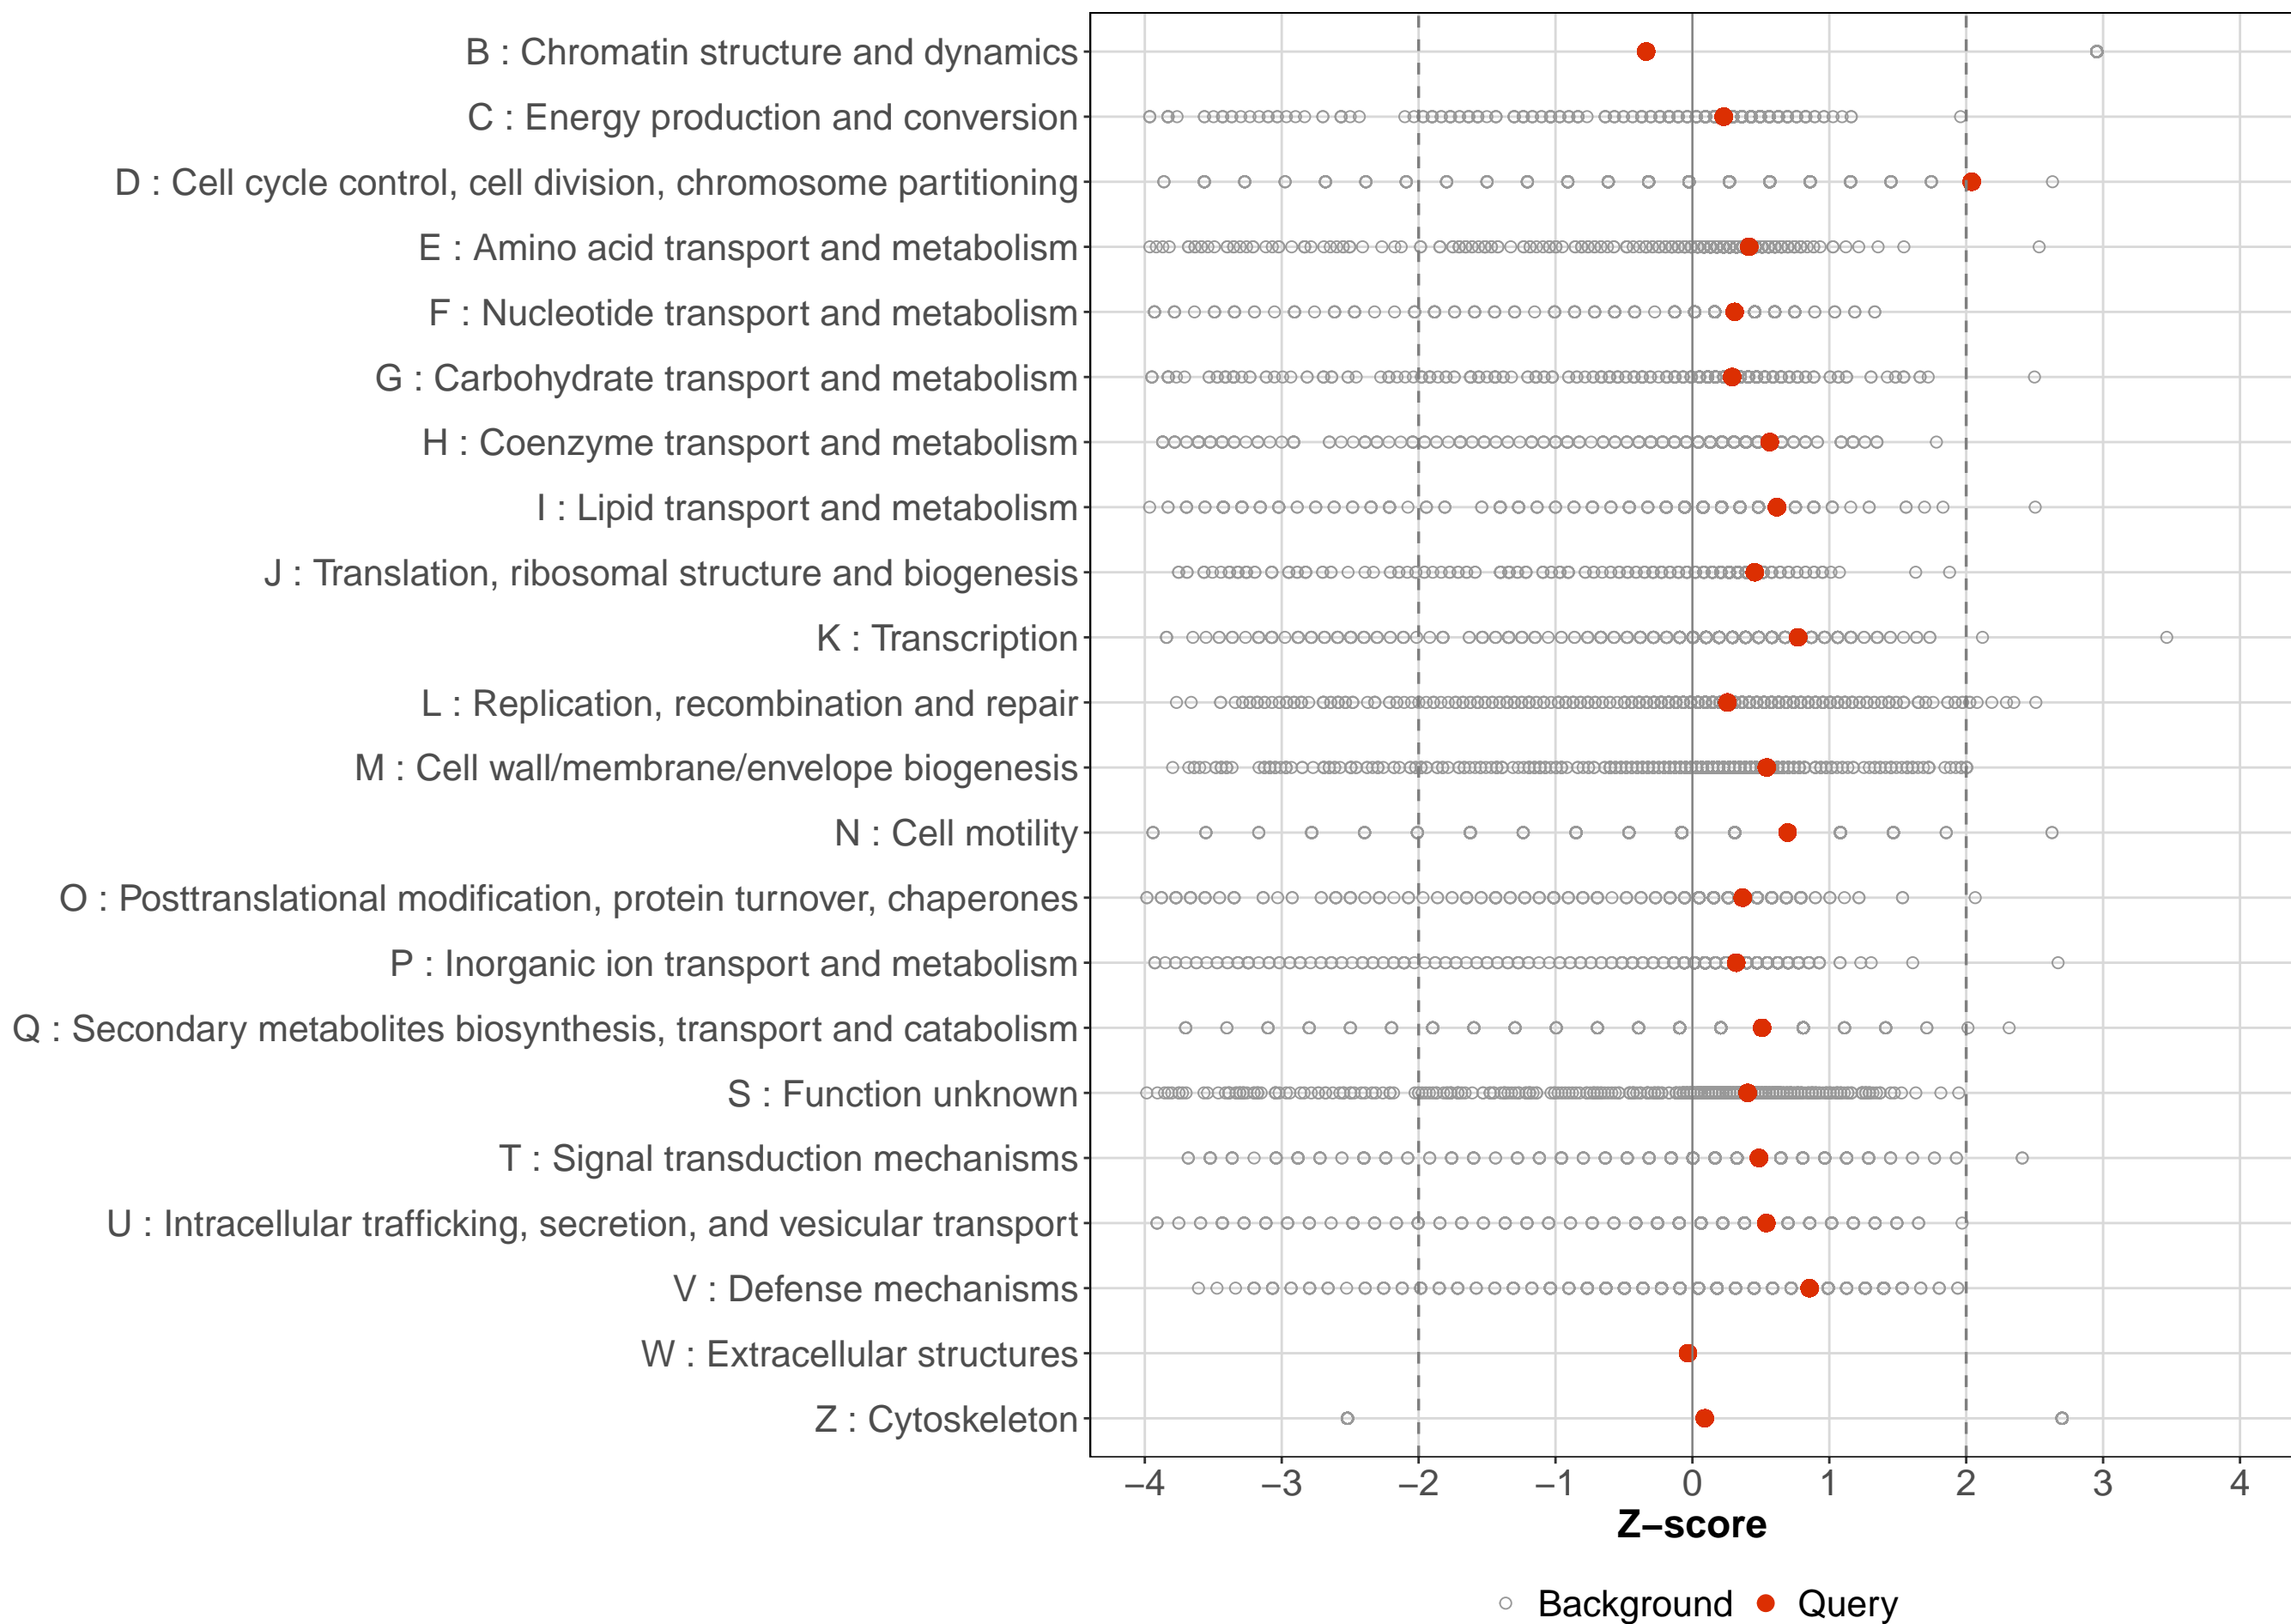 B : Chromatin structure and dynamics
C : Energy production and conversion
D : Cell cycle control, cell division, chromosome partitioning
E : Amino acid transport and metabolism
F : Nucleotide transport and metabolism
G : Carbohydrate transport and metabolism
H : Coenzyme transport and metabolism
I : Lipid transport and metabolism
J : Translation, ribosomal structure and biogenesis
K : Transcription
L : Replication, recombination and repair
M : Cell wall/membrane/envelope biogenesis
N : Cell motility
O : Posttranslational modification, protein turnover, chaperones
P : Inorganic ion transport and metabolism
Q : Secondary metabolites biosynthesis, transport and catabolism
S : Function unknown
T : Signal transduction mechanisms
U : Intracellular trafficking, secretion, and vesicular transport
V : Defense mechanisms
W : Extracellular structures
Z : Cytoskeleton
−4 −3 −2 −1 0 1 2 3 4
Z−score
Background Query